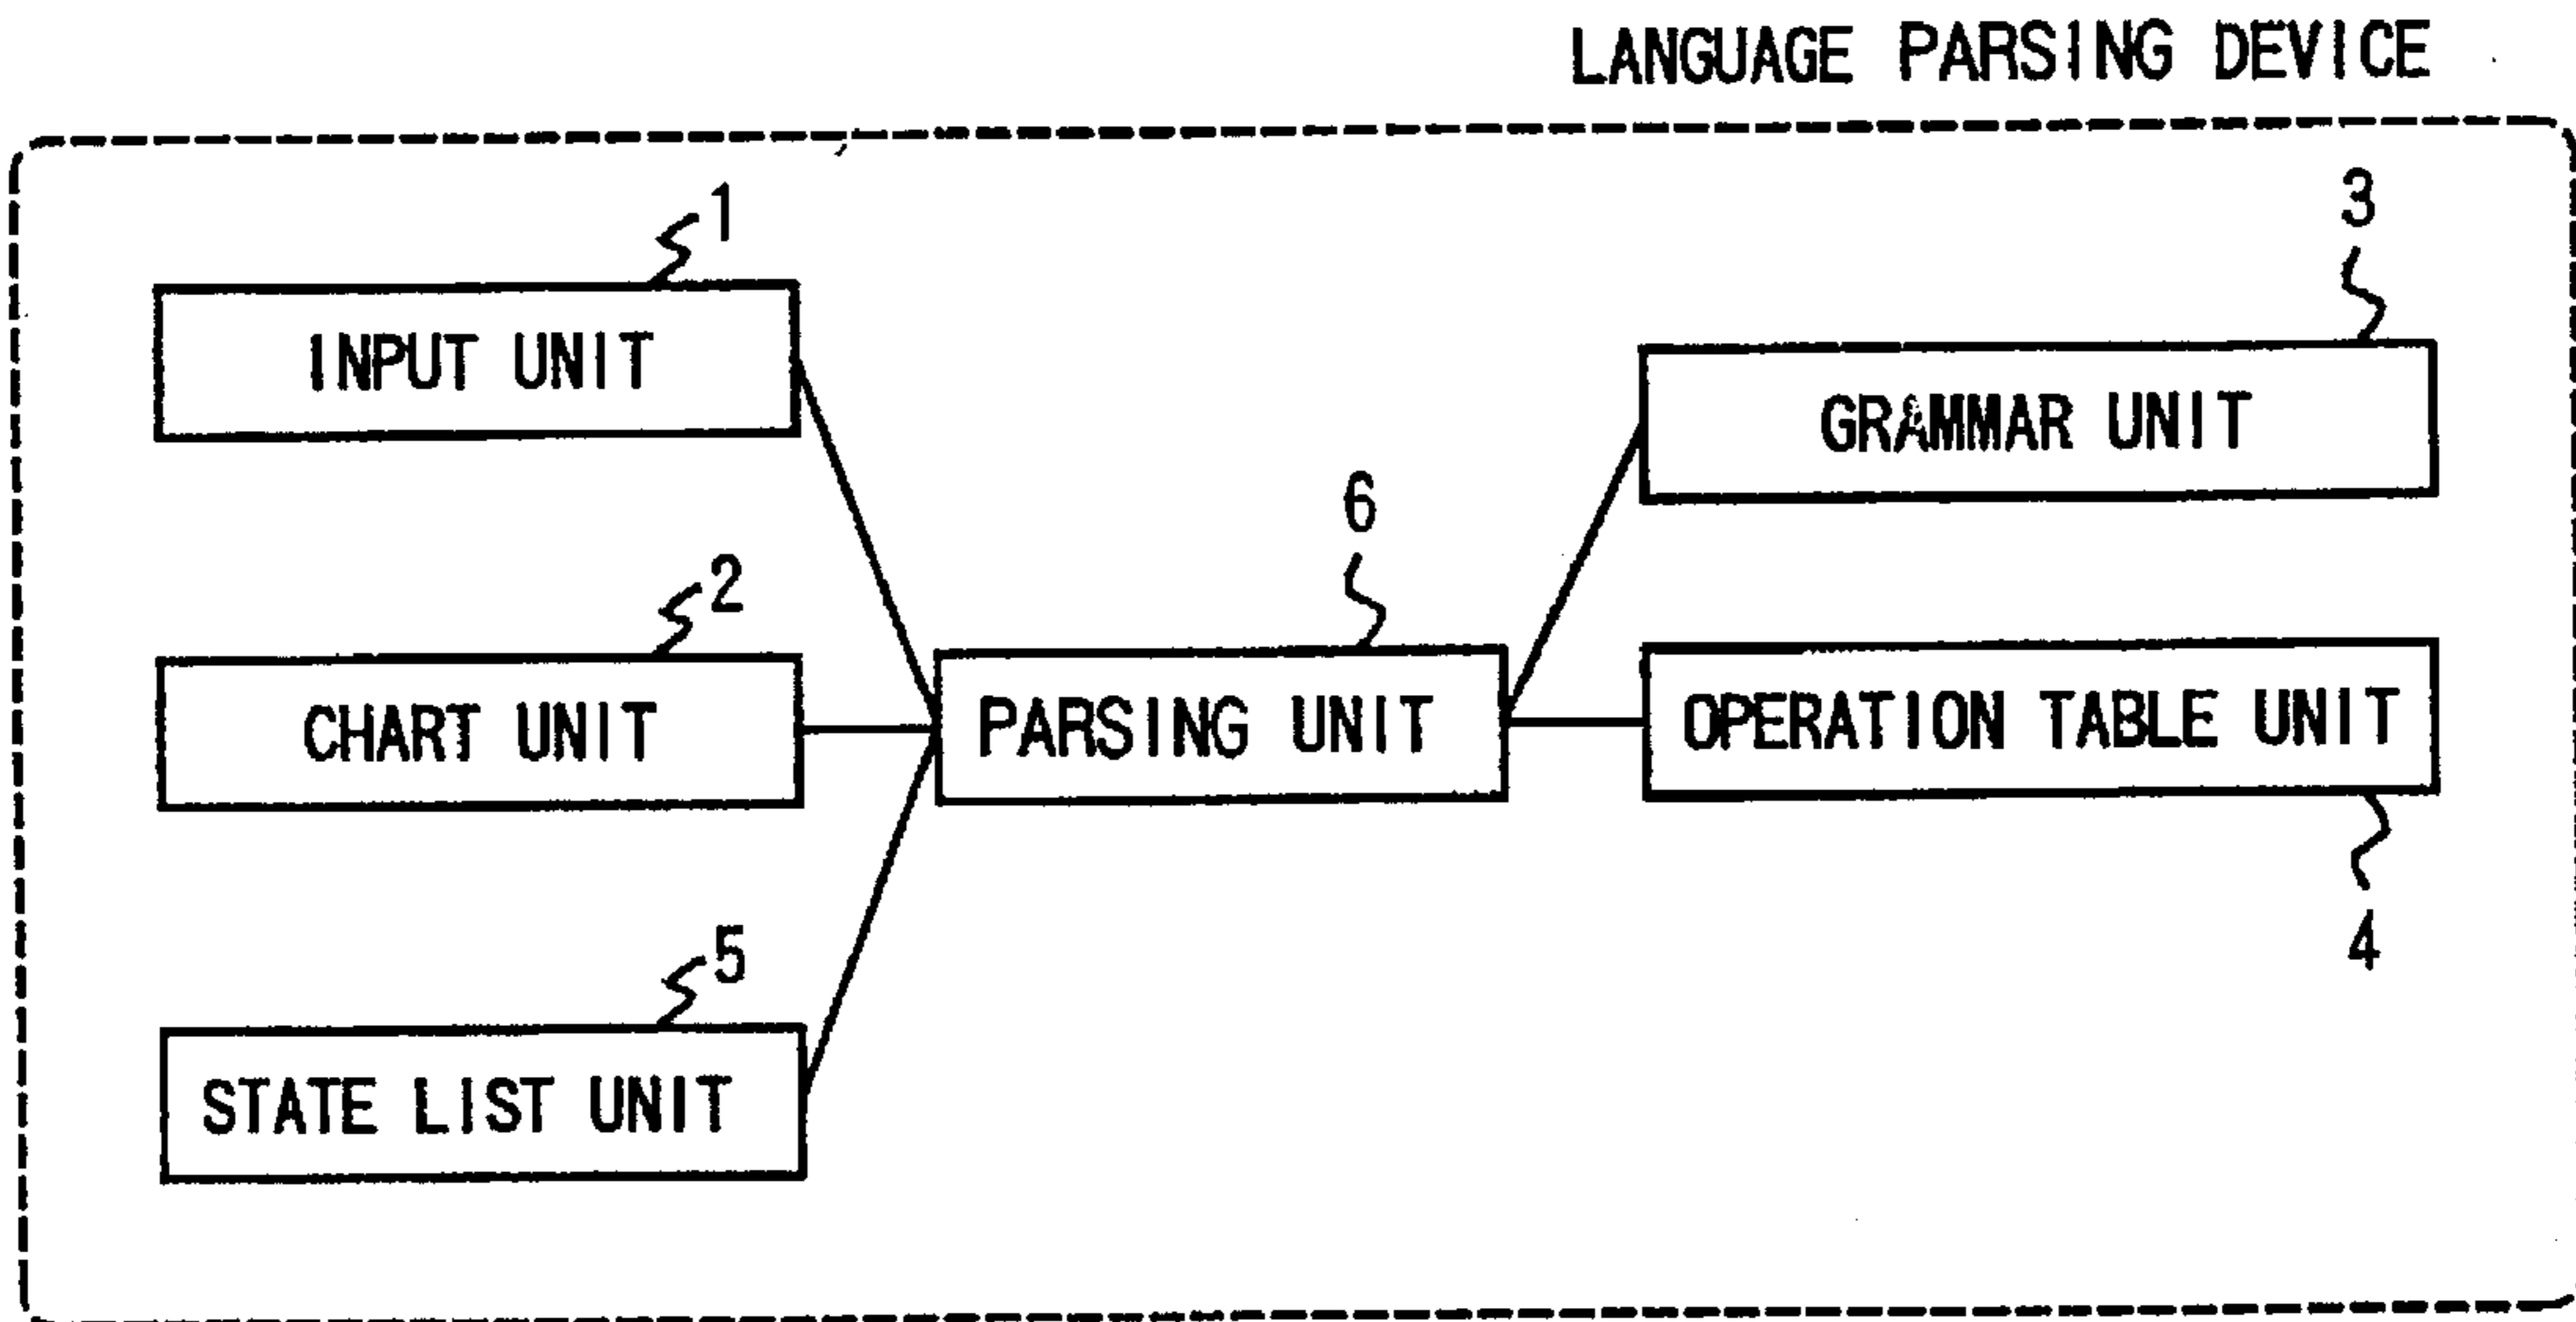 LANGUAGE PARSING DEVICE
1
INPUT UNIT
3
GRAMMAR UNIT
2
CHART UNIT
6
PARSING UNIT
OPERATION TABLE UNIT
4
5
STATE LIST UNIT